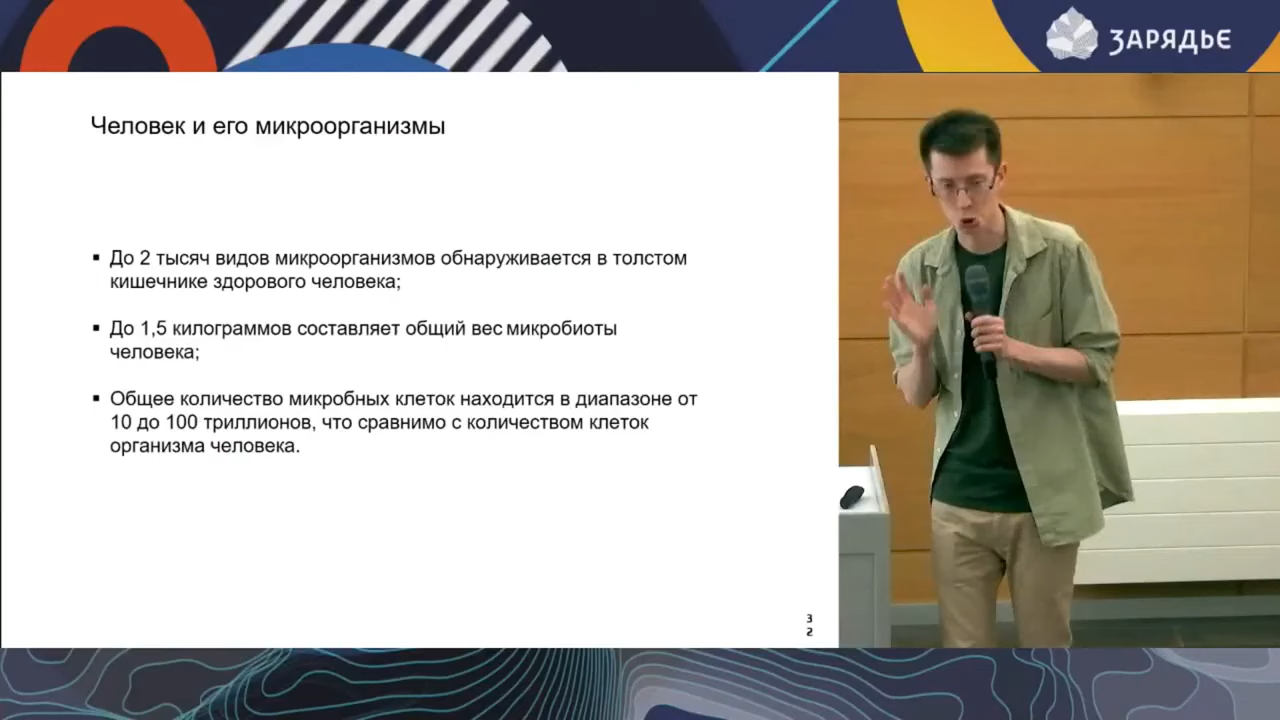 ЗАРЯДЬЕ
Человек и его микроорганизмы
▪ До 2 тысяч видов микроорганизмов обнаруживается в толстом
кишечнике здорового человека;
▪ До 1,5 килограммов составляет общий вес микробиоты
человека;
▪ Общее количество микробных клеток находится в диапазоне от
10 до 100 триллионов, что сравнимо с количеством клеток
организма человека.
3
2